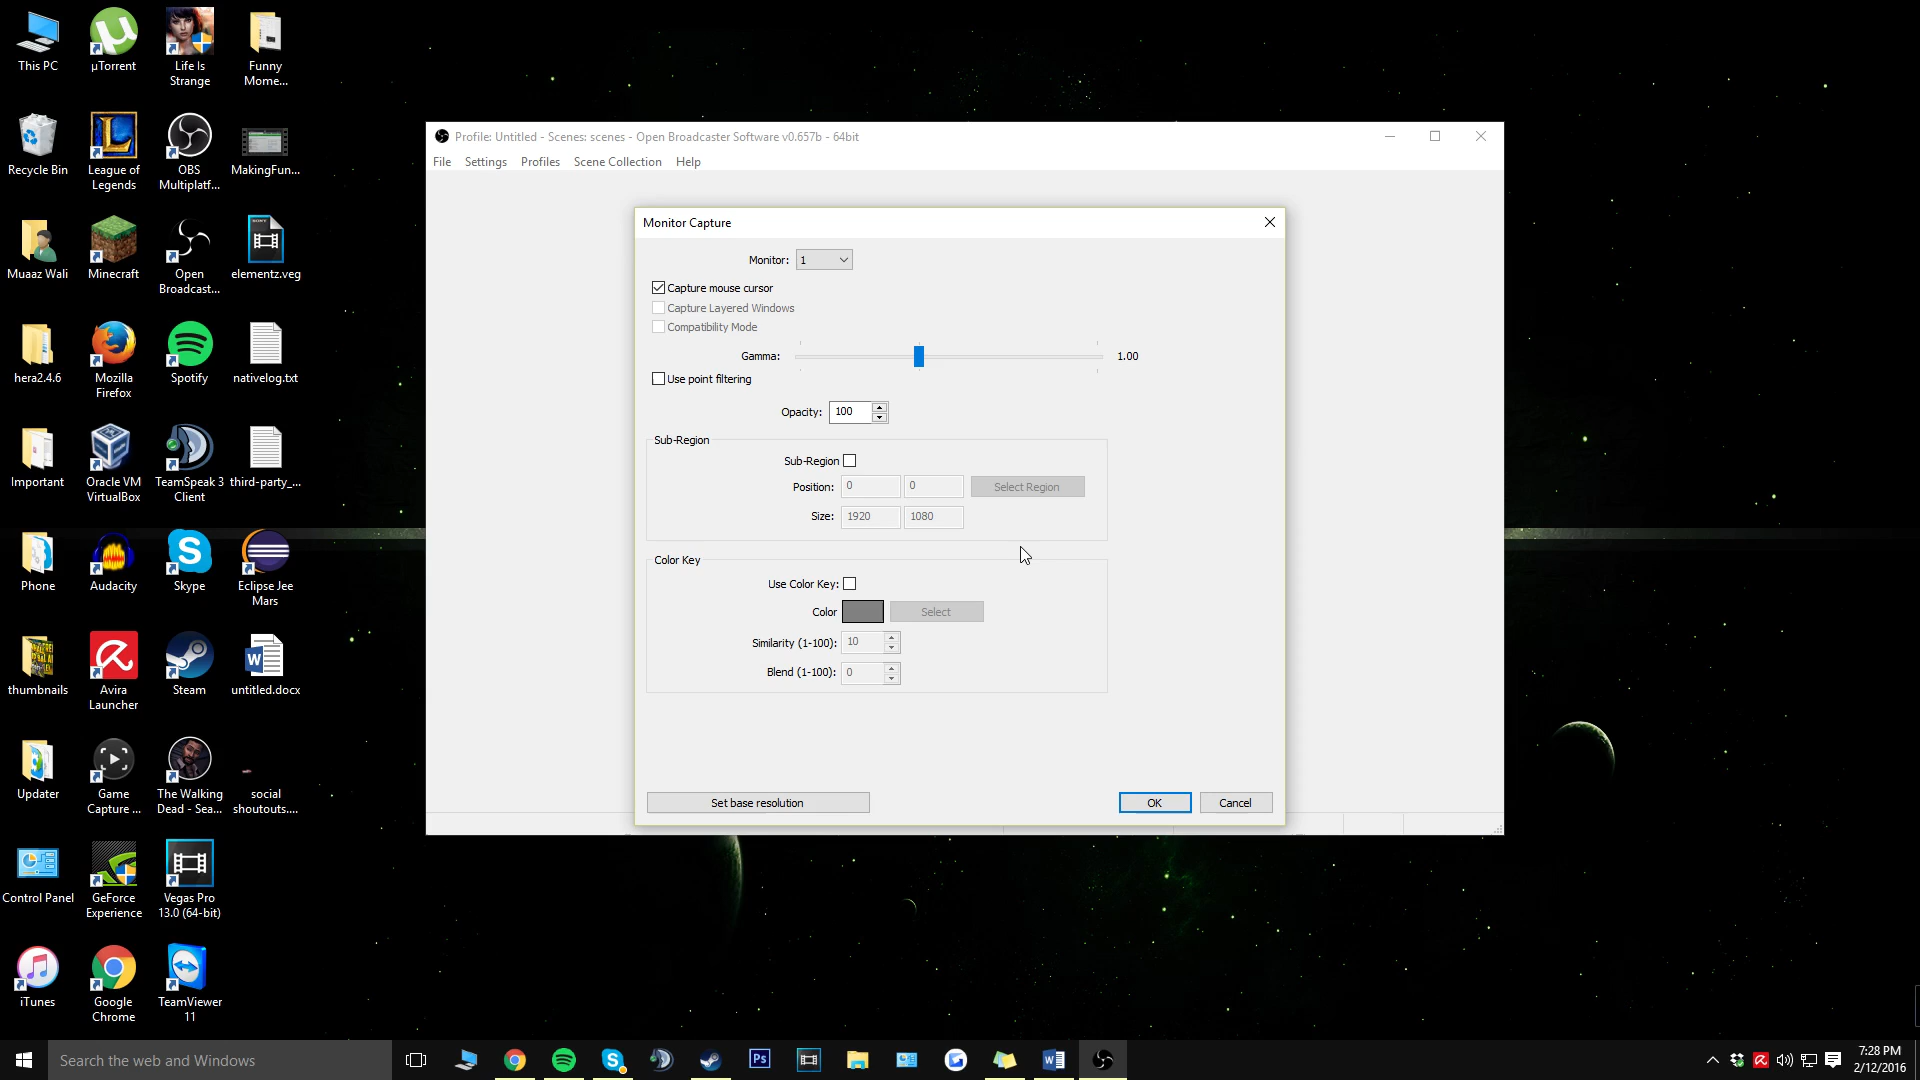 This PC
µTorrent
Life Is
Strange
Funny
Mome...
Recycle Bin
League of
Legends
OBS
Multiplatf...
MakingFun...
Muaaz Wali
Minecraft
Open
Broadcast...
elementz.veg
hera2.4.6
Mozilla
Firefox
Spotify
nativelog.txt
Important
Oracle VM
VirtualBox
TeamSpeak 3
Client
third-party_...
Phone
Audacity
Skype
Eclipse Jee
Mars
thumbnails
Avira
Launcher
Steam
untitled.docx
Updater
Game
Capture ...
The Walking
Dead - Sea...
social
shoutouts....
Control Panel
GeForce
Experience
Vegas Pro
13.0 (64-bit)
iTunes
Google
Chrome
TeamViewer
11
Profile: Untitled - Scenes: scenes - Open Broadcaster Software v0.657b - 64bit
File Settings Profiles Scene Collection Help
Monitor Capture
Monitor: 1
Capture mouse cursor
Capture Layered Windows
Compatibility Mode
Gamma: 1.00
Use point filtering
Opacity: 100
Sub-Region
Sub-Region
Position: 0 0 Select Region
Size: 1920 1080
Color Key
Use Color Key:
Color Select
Similarity (1-100): 10
Blend (1-100): 0
Set base resolution OK Cancel
Search the web and Windows
7:28 PM
2/12/2016